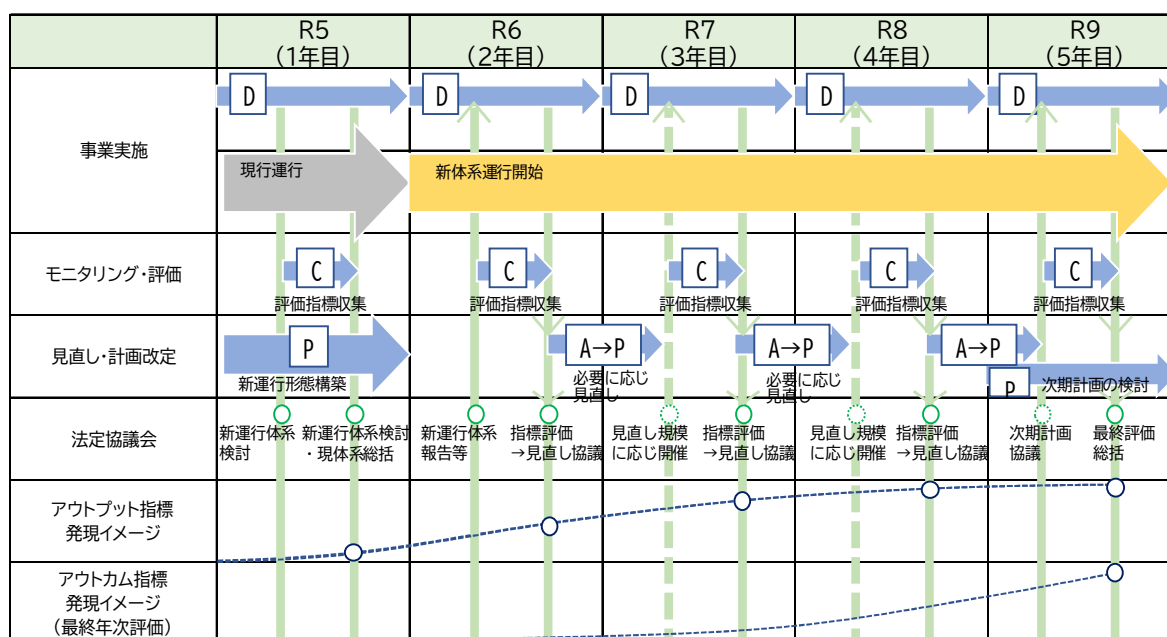 R5
（1年目）
R6
（2年目）
R7
（3年目）
R8
（4年目）
R9
（5年目）
事業実施
D
D
D
D
D
現行運行
新体系運行開始
モニタリング・評価
C
C
C
C
C
評価指標収集
評価指標収集
評価指標収集
評価指標収集
評価指標収集
見直し・計画改定
P
新運行形態構築
A→P
必要に応じ
見直し
A→P
必要に応じ
見直し
A→P
P
次期計画の検討
法定協議会
新運行体系
検討
新運行体系検討
・現体系総括
新運行体系
報告等
指標評価
→見直し協議
見直し規模
に応じ開催
指標評価
→見直し協議
見直し規模
に応じ開催
指標評価
→見直し協議
次期計画
協議
最終評価
総括
アウトプット指標
発現イメージ
アウトカム指標
発現イメージ
（最終年次評価）